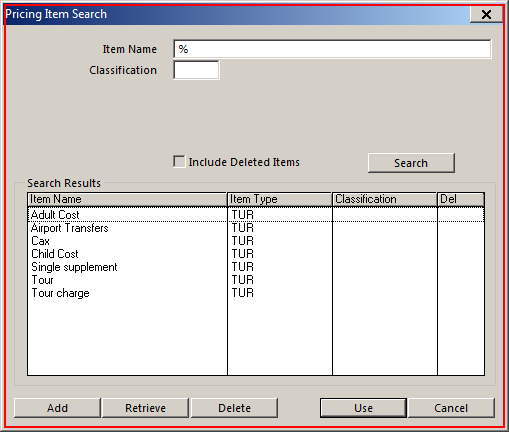 Pricing Item Search
Item Name %
Classification
Include Deleted Items Search
Search Results
Item Name Item Type Classification Del
Adult Cost TUR
Airport Transfers TUR
Cax TUR
Child Cost TUR
Single supplement TUR
Tour TUR
Tour charge TUR
Add Retrieve Delete Use Cancel